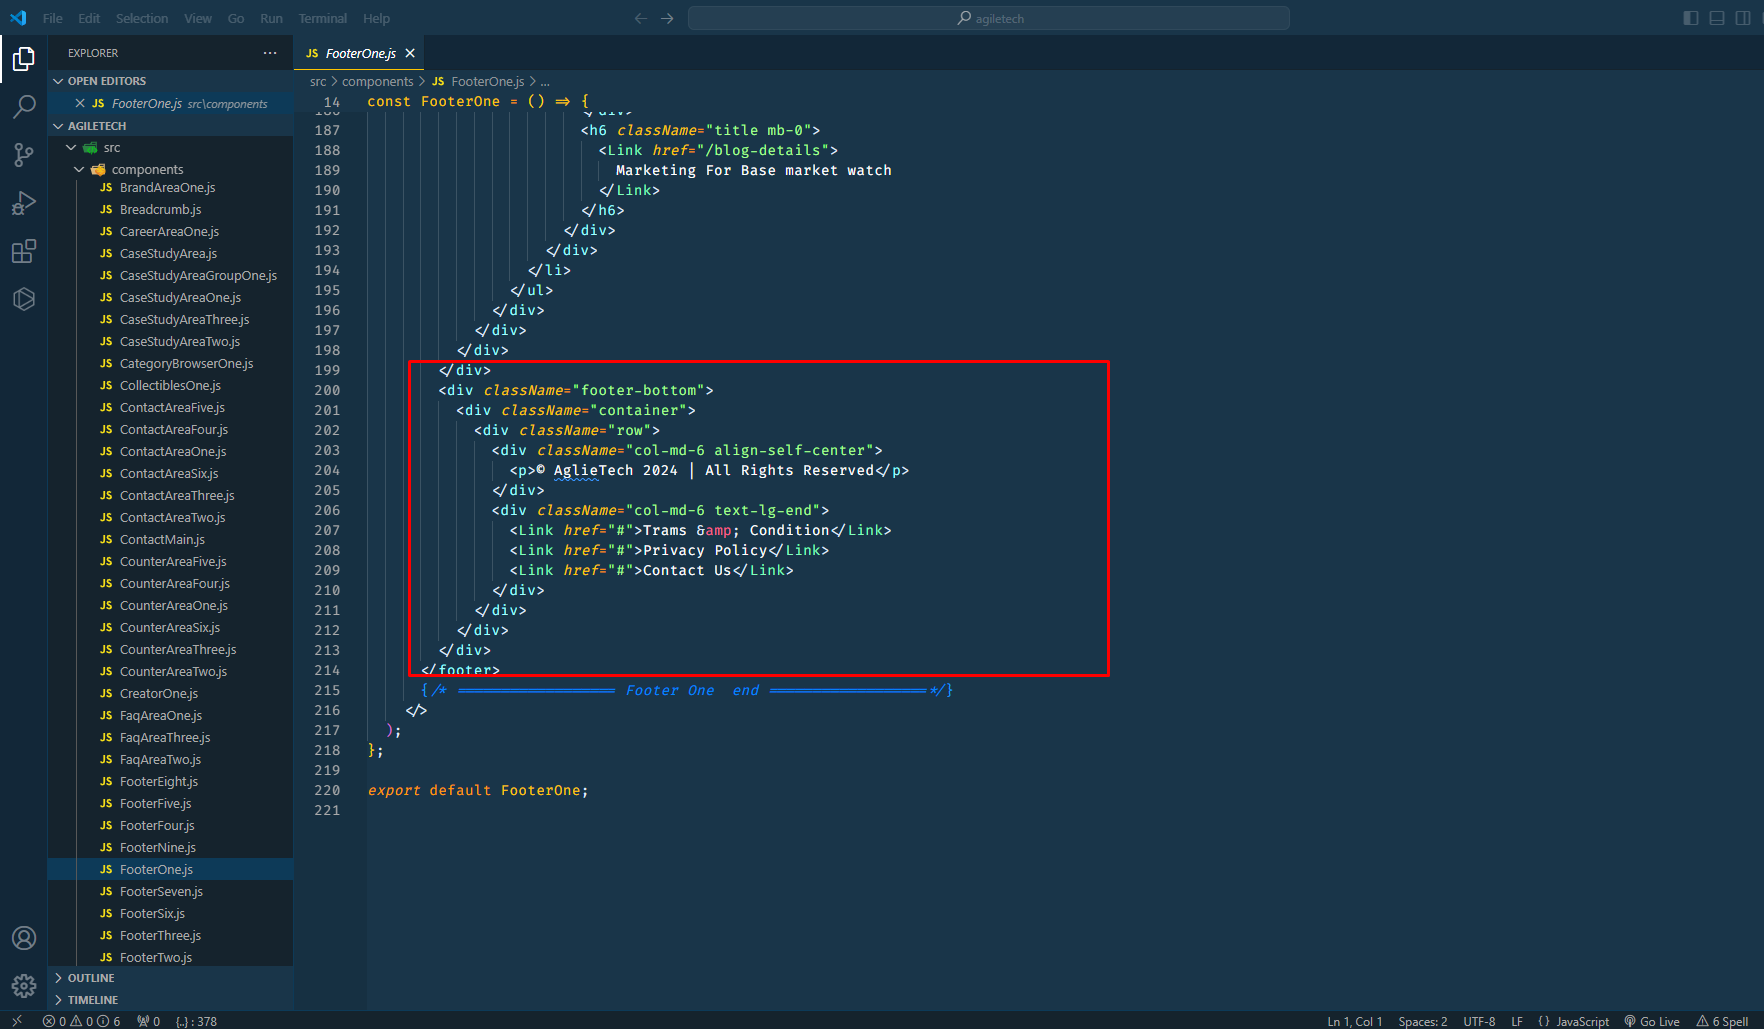 File Edit Selection View Go Run Terminal Help
agiletech
EXPLORER
FooterOne.js
OPEN EDITORS
JS FooterOne.js src\components
AGILETECH
src
components
JS BrandAreaOne.js
JS Breadcrumb.js
JS CareerAreaOne.js
JS CaseStudyArea.js
JS CaseStudyAreaGroupOne.js
JS CaseStudyAreaOne.js
JS CaseStudyAreaThree.js
JS CaseStudyAreaTwo.js
JS CategoryBrowserOne.js
JS CollectiblesOne.js
JS ContactAreaFive.js
JS ContactAreaFour.js
JS ContactAreaOne.js
JS ContactAreaSix.js
JS ContactAreaThree.js
JS ContactAreaTwo.js
JS ContactMain.js
JS CounterAreaFive.js
JS CounterAreaFour.js
JS CounterAreaOne.js
JS CounterAreaSix.js
JS CounterAreaThree.js
JS CounterAreaTwo.js
JS CreatorOne.js
JS FaqAreaOne.js
JS FaqAreaThree.js
JS FaqAreaTwo.js
JS FooterEight.js
JS FooterFive.js
JS FooterFour.js
JS FooterNine.js
JS FooterOne.js
JS FooterSeven.js
JS FooterSix.js
JS FooterThree.js
JS FooterTwo.js
OUTLINE
TIMELINE
JS FooterOne.js
src > components > JS FooterOne.js > ...
14 const FooterOne = () => {
186 </div>
187 <h6 className="title mb-0">
188 <Link href="/blog-details">
189 Marketing For Base market watch
190 </Link>
191 </h6>
192 </div>
193 </div>
194 </li>
195 </ul>
196 </div>
197 </div>
198 </div>
199 </div>
200 <div className="footer-bottom">
201 <div className="container">
202 <div className="row">
203 <div className="col-md-6 align-self-center">
204 <p>© AglieTech 2024 | All Rights Reserved</p>
205 </div>
206 <div className="col-md-6 text-lg-end">
207 <Link href="#">Trams &amp; Condition</Link>
208 <Link href="#">Privacy Policy</Link>
209 <Link href="#">Contact Us</Link>
210 </div>
211 </div>
212 </div>
213 </div>
214 </footer>
215 {/* ================== Footer One  end ==================*/}
216 </>
217 );
218 };
219
220 export default FooterOne;
221
0 0 6 0 {..} : 378 Ln 1, Col 1 Spaces: 2 UTF-8 LF {} JavaScript Go Live 6 Spell